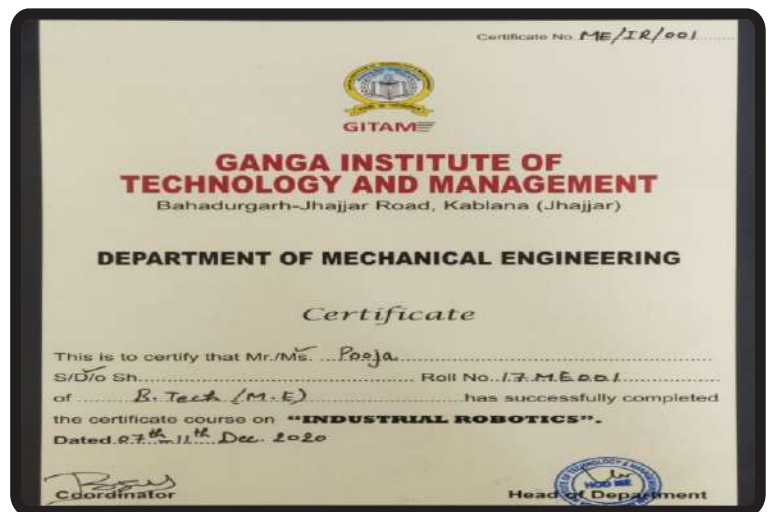 Certificate No. ME/IR/001
GITAM
GANGA INSTITUTE OF
TECHNOLOGY AND MANAGEMENT
Bahadurgarh-Jhajjar Road, Kablana (Jhajjar)
DEPARTMENT OF MECHANICAL ENGINEERING
Certificate
This is to certify that Mr./Ms. Pooja
S/D/o Sh. Roll No. 17ME001
of B.Tech (M.E) has successfully completed
the certificate course on "INDUSTRIAL ROBOTICS".
Dated 07th-11th Dec. 2020
HOD ME
Coordinator Head of Department